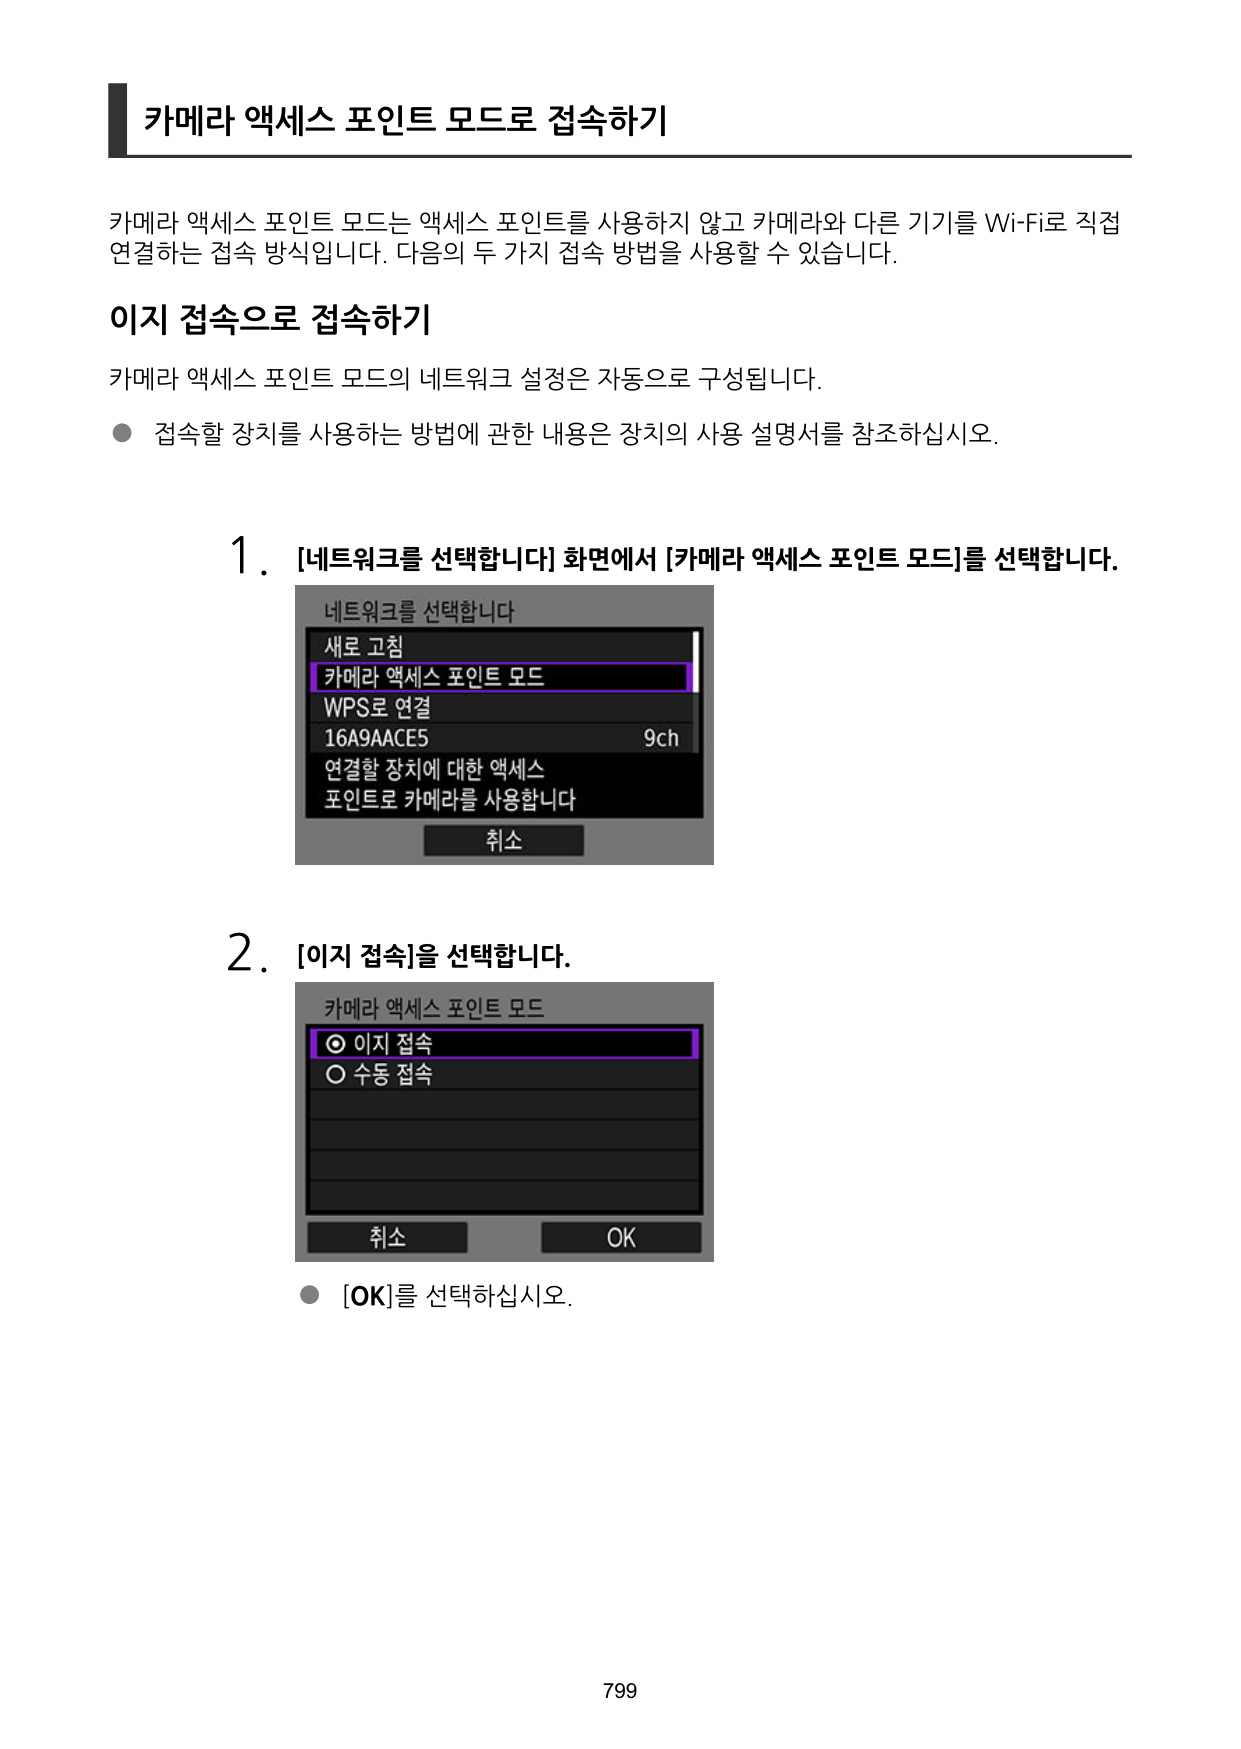 카메라 액세스 포인트 모드로 접속하기
카메라 액세스 포인트 모드는 액세스 포인트를 사용하지 않고 카메라와 다른 기기를 Wi-Fi로 직접
연결하는 접속 방식입니다. 다음의 두 가지 접속 방법을 사용할 수 있습니다.
이지 접속으로 접속하기
카메라 액세스 포인트 모드의 네트워크 설정은 자동으로 구성됩니다.
● 접속할 장치를 사용하는 방법에 관한 내용은 장치의 사용 설명서를 참조하십시오.
1. [네트워크를 선택합니다] 화면에서 [카메라 액세스 포인트 모드]를 선택합니다.
네트워크를 선택합니다
새로 고침
카메라 액세스 포인트 모드
WPS로 연결
16A9AACE5 9ch
연결할 장치에 대한 액세스
포인트로 카메라를 사용합니다
취소
2. [이지 접속]을 선택합니다.
카메라 액세스 포인트 모드
이지 접속
수동 접속
취소 OK
● [OK]를 선택하십시오.
799